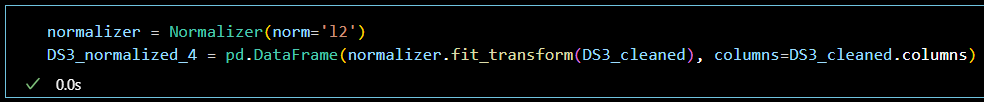 normalizer = Normalizer(norm='l2')
DS3_normalized_4 = pd.DataFrame(normalizer.fit_transform(DS3_cleaned), columns=DS3_cleaned.columns)
✓ 0.0s